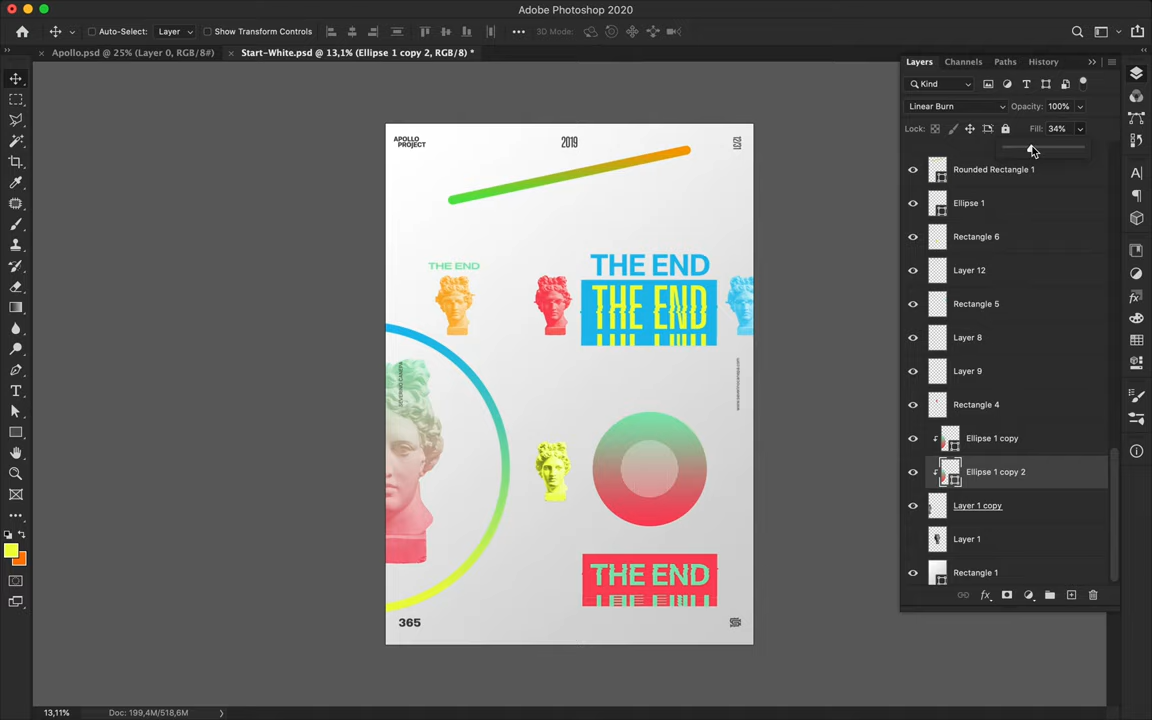 Adobe Photoshop 2020
Auto-Select:
Layer
Show Transform Controls
3D Mode:
Apollo.psd @ 25% (Layer 0, RGB/8#)
Start-White.psd @ 13,1% (Ellipse 1 copy 2, RGB/8) *
Layers
Channels
Paths
History
Kind
Linear Burn
Opacity: 100%
Lock:
Fill: 34%
Rounded Rectangle 1
Ellipse 1
Rectangle 6
Layer 12
Rectangle 5
Layer 8
Layer 9
Rectangle 4
Ellipse 1 copy
Ellipse 1 copy 2
Layer 1 copy
Layer 1
Rectangle 1
fx
APOLLO
PROJECT
2019
THE END
THE END
THE END
SEVERINO CANEPA
THE END
365
13,11%
Doc: 199,4M/518,6M